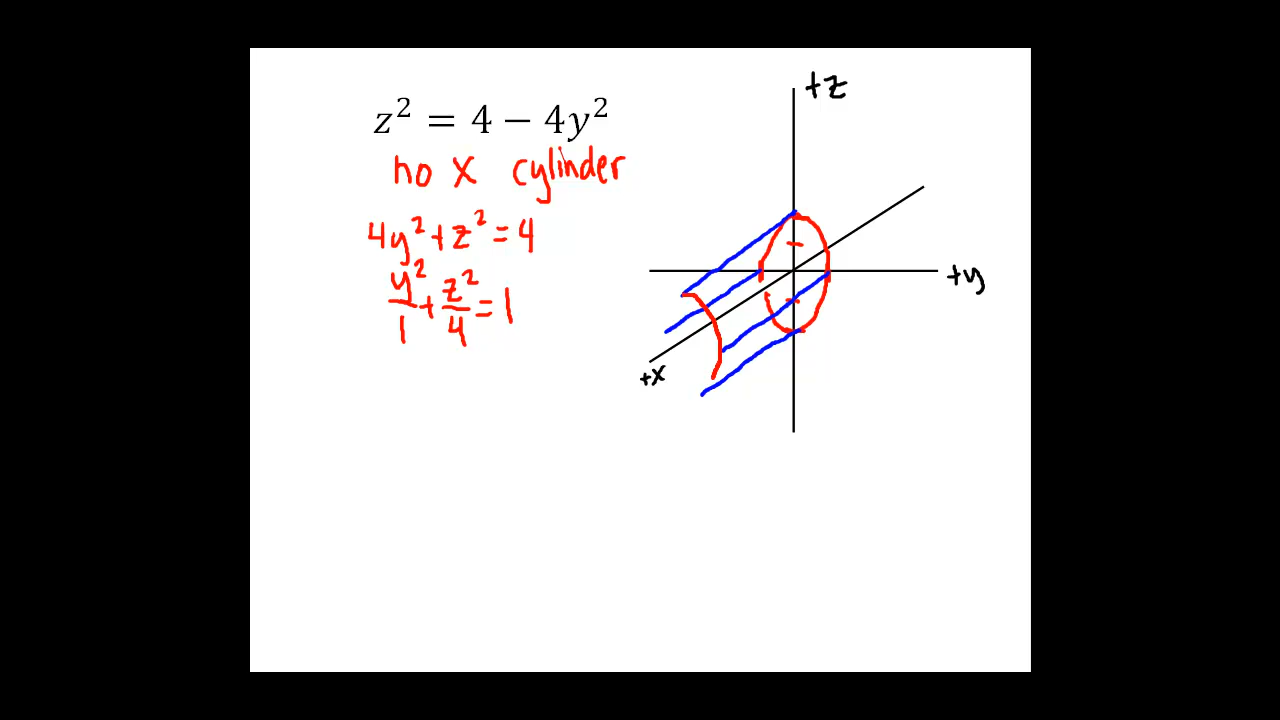 z² = 4 − 4y²
no x cylinder
4y² + z² = 4
y²/1 + z²/4 = 1
+z
+y
+x